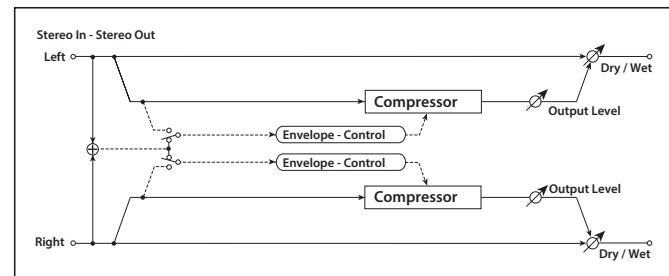 Stereo In - Stereo Out
Left
Dry / Wet
Compressor
Output Level
Envelope - Control
Envelope - Control
Compressor
Output Level
Right
Dry / Wet